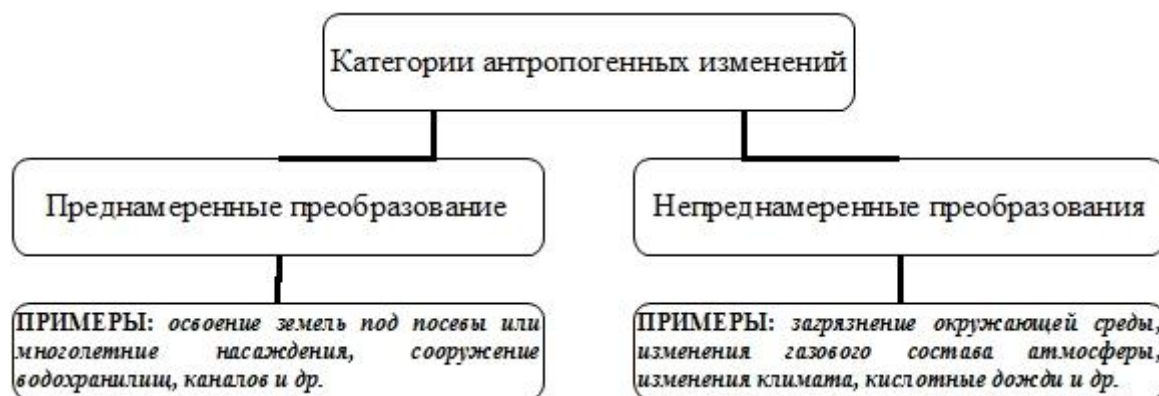 Категории антропогенных изменений
Преднамеренные преобразование
Непреднамеренные преобразования
ПРИМЕРЫ: освоение земель под посевы или
многолетние насаждения, сооружение
водохранилищ, каналов и др.
ПРИМЕРЫ: загрязнение окружающей среды,
изменения газового состава атмосферы,
изменения климата, кислотные дожди и др.